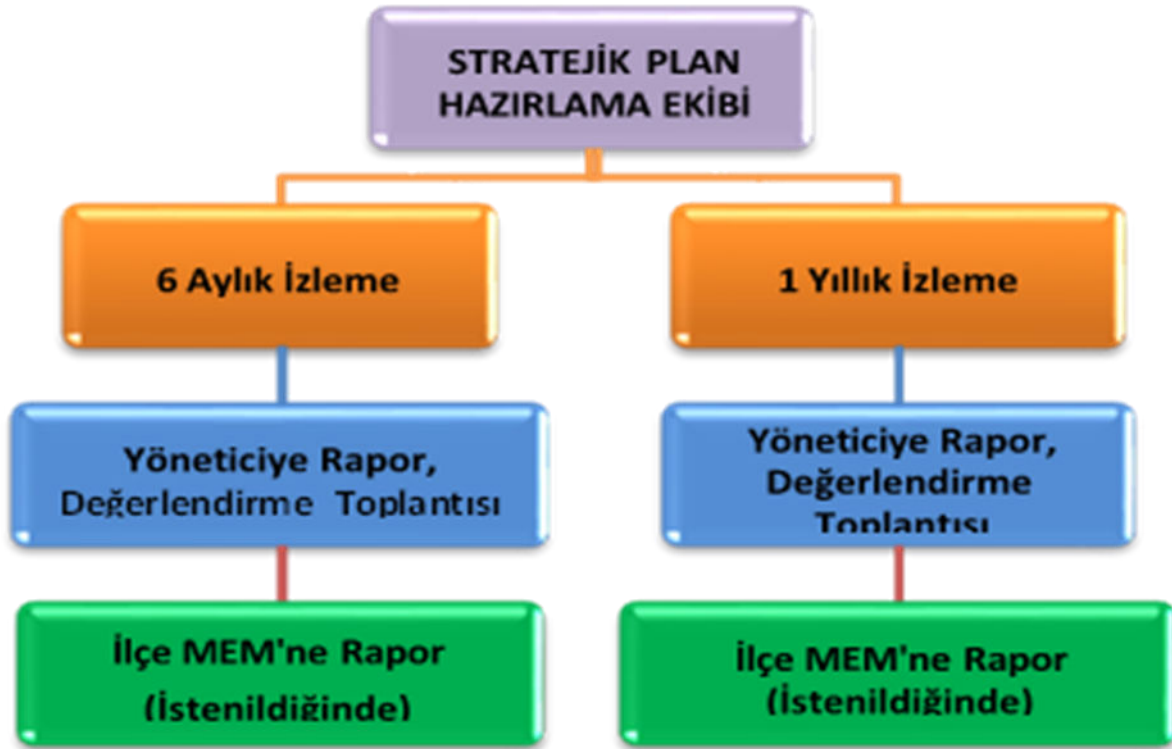 STRATEJİK PLAN
HAZIRLAMA EKİBİ
6 Aylık İzleme
1 Yıllık İzleme
Yöneticiye Rapor,
Değerlendirme Toplantısı
Yöneticiye Rapor,
Değerlendirme
Toplantısı
İlçe MEM'ne Rapor
(İstenildiğinde)
İlçe MEM'ne Rapor
(İstenildiğinde)